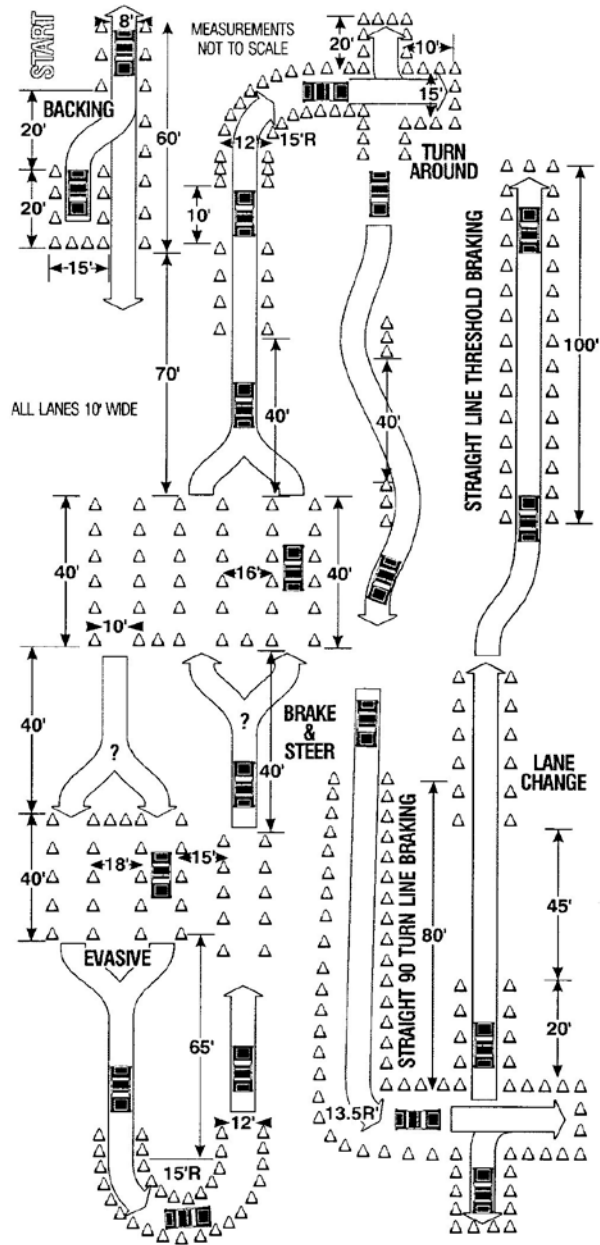 START
8'
MEASUREMENTS
NOT TO SCALE
20'
10'
BACKING
20'
60'
15'
12'
15'R
TURN
AROUND
20'
10'
15'
70'
40'
ALL LANES 10' WIDE
40'
STRAIGHT LINE THRESHOLD BRAKING
100'
40'
16'
40'
10'
40'
?
?
BRAKE
&
STEER
40'
LANE
CHANGE
40'
18'
15'
STRAIGHT 90 TURN LINE BRAKING
80'
45'
EVASIVE
65'
20'
12'
15'R
13.5R'